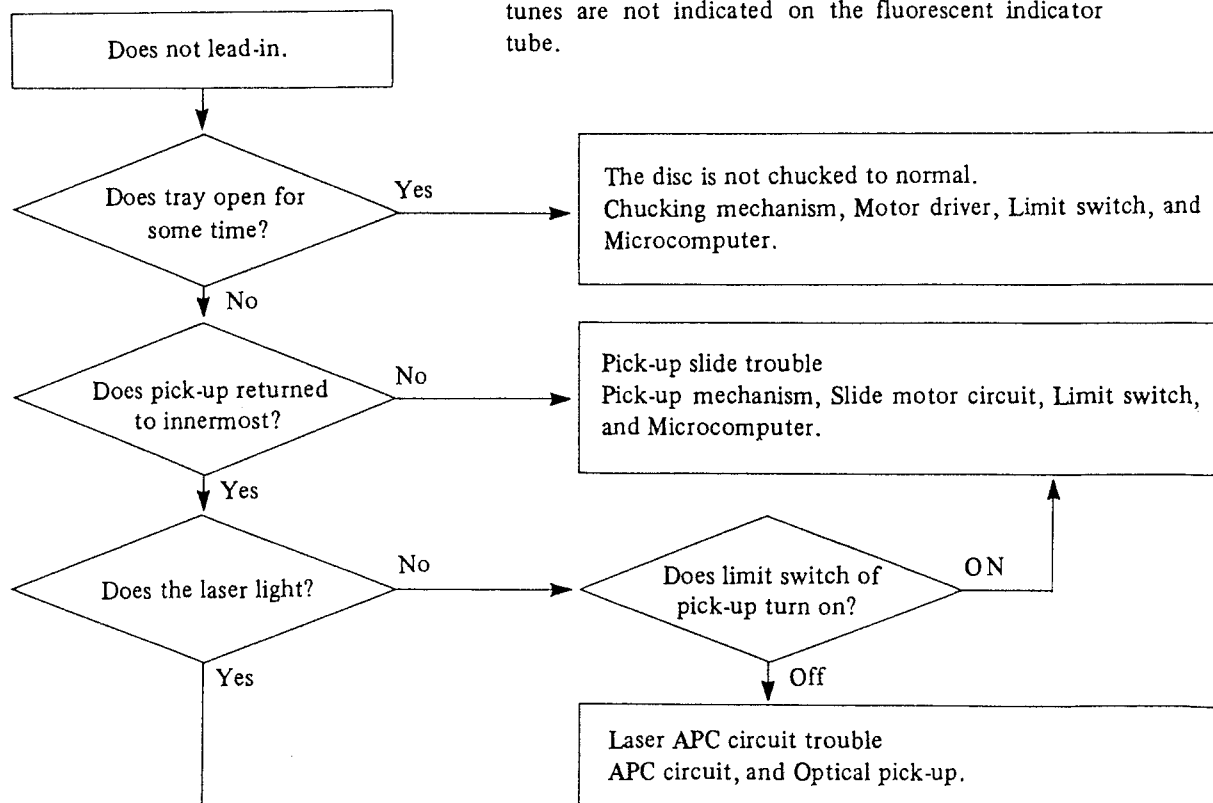 tunes are not indicated on the fluorescent indicator
tube.
Does not lead-in.
Does tray open for
some time?
Yes
The disc is not chucked to normal.
Chucking mechanism, Motor driver, Limit switch, and
Microcomputer.
No
Does pick-up returned
to innermost?
No
Pick-up slide trouble
Pick-up mechanism, Slide motor circuit, Limit switch,
and Microcomputer.
Yes
Does the laser light?
No
Does limit switch of
pick-up turn on?
ON
Yes
Off
Laser APC circuit trouble
APC circuit, and Optical pick-up.